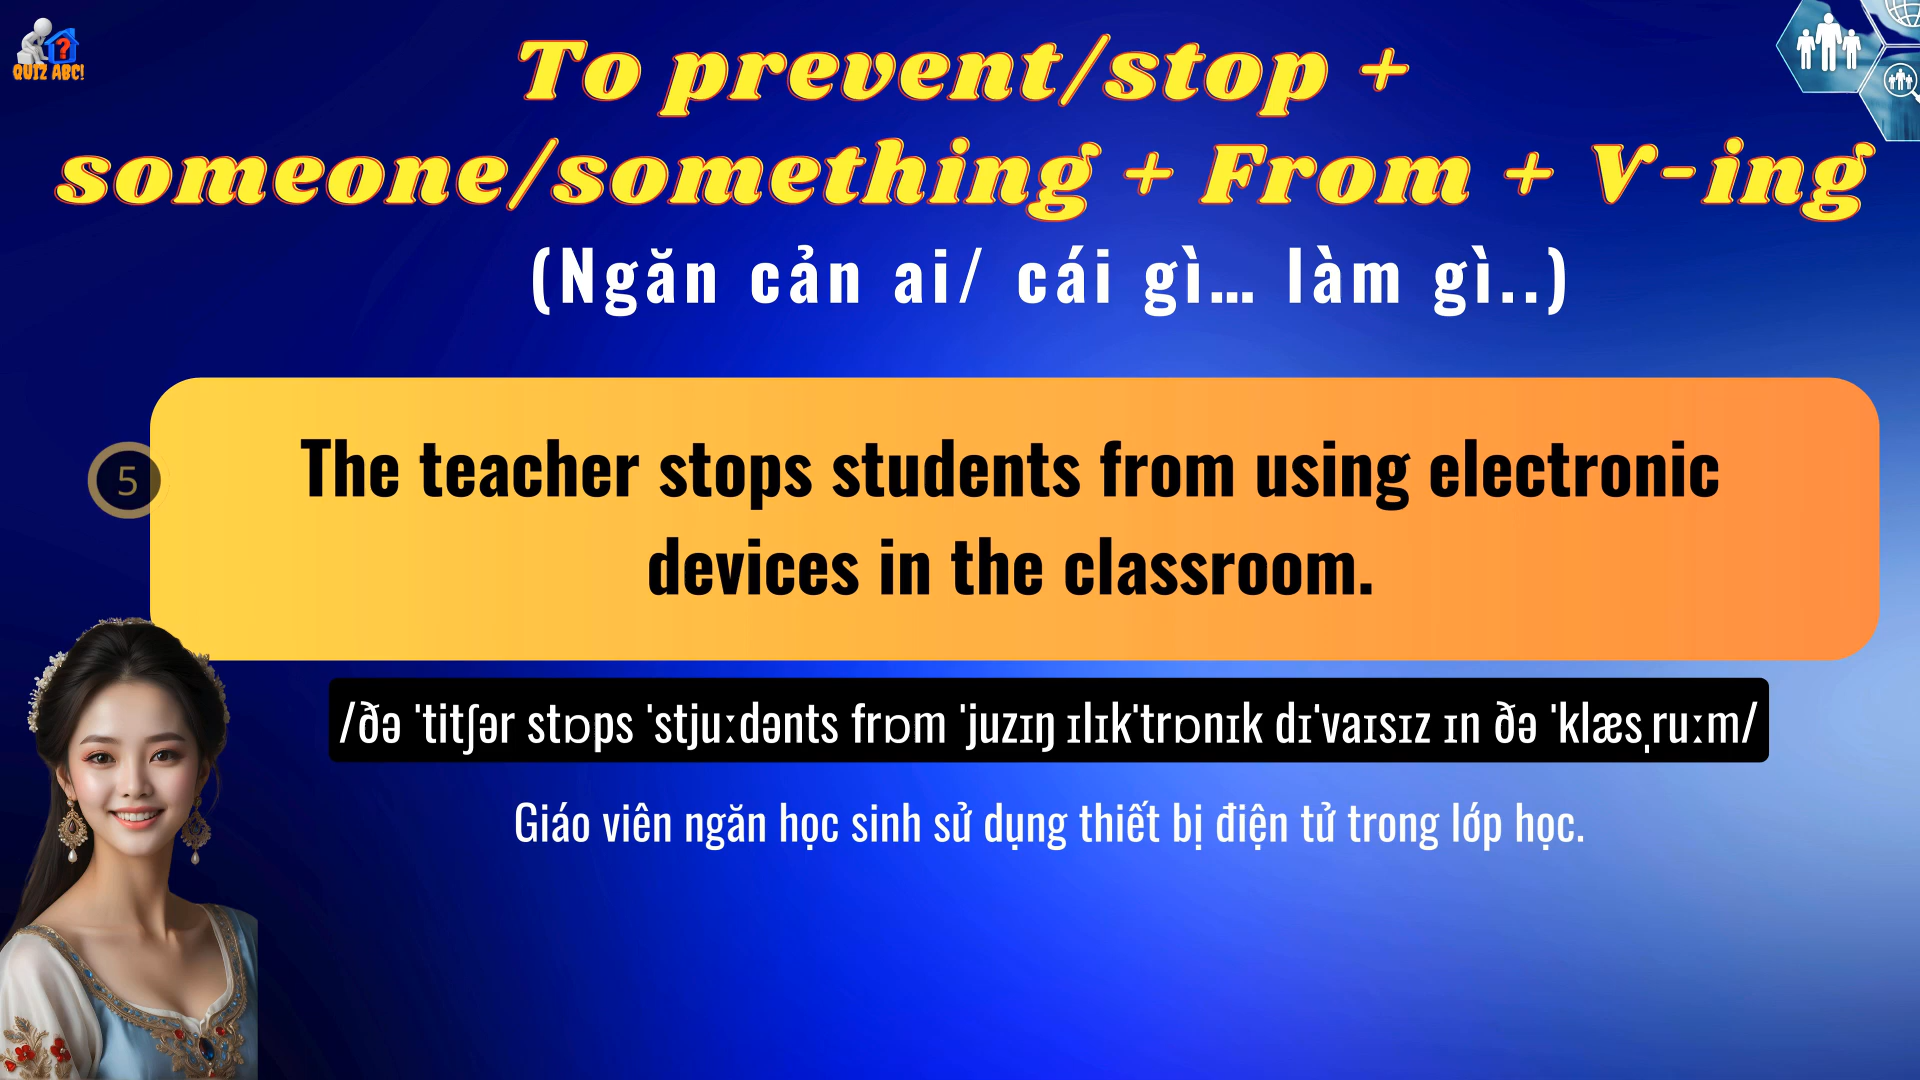 QUIZ ABC!
To prevent/stop +
someone/something + From + V-ing
(Ngăn cản ai/ cái gì... làm gì..)
5
The teacher stops students from using electronic
devices in the classroom.
/ðə ˈtitʃər stɒps ˈstjuːdənts frɒm ˈjuzɪŋ ɪlɪkˈtrɒnɪk dɪˈvaɪsɪz ɪn ðə ˈklæsˌruːm/
Giáo viên ngăn học sinh sử dụng thiết bị điện tử trong lớp học.